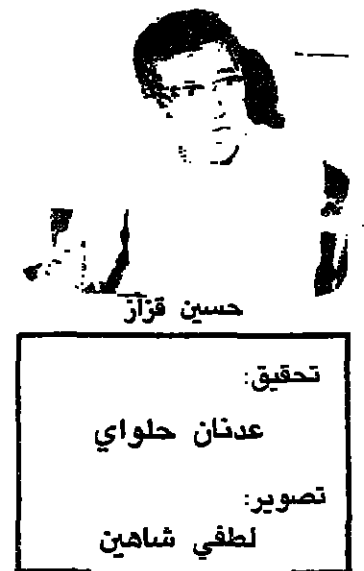 حسين قزاز
تحقيق:
عدنان حلواي
تصوير:
لطفي شاهين